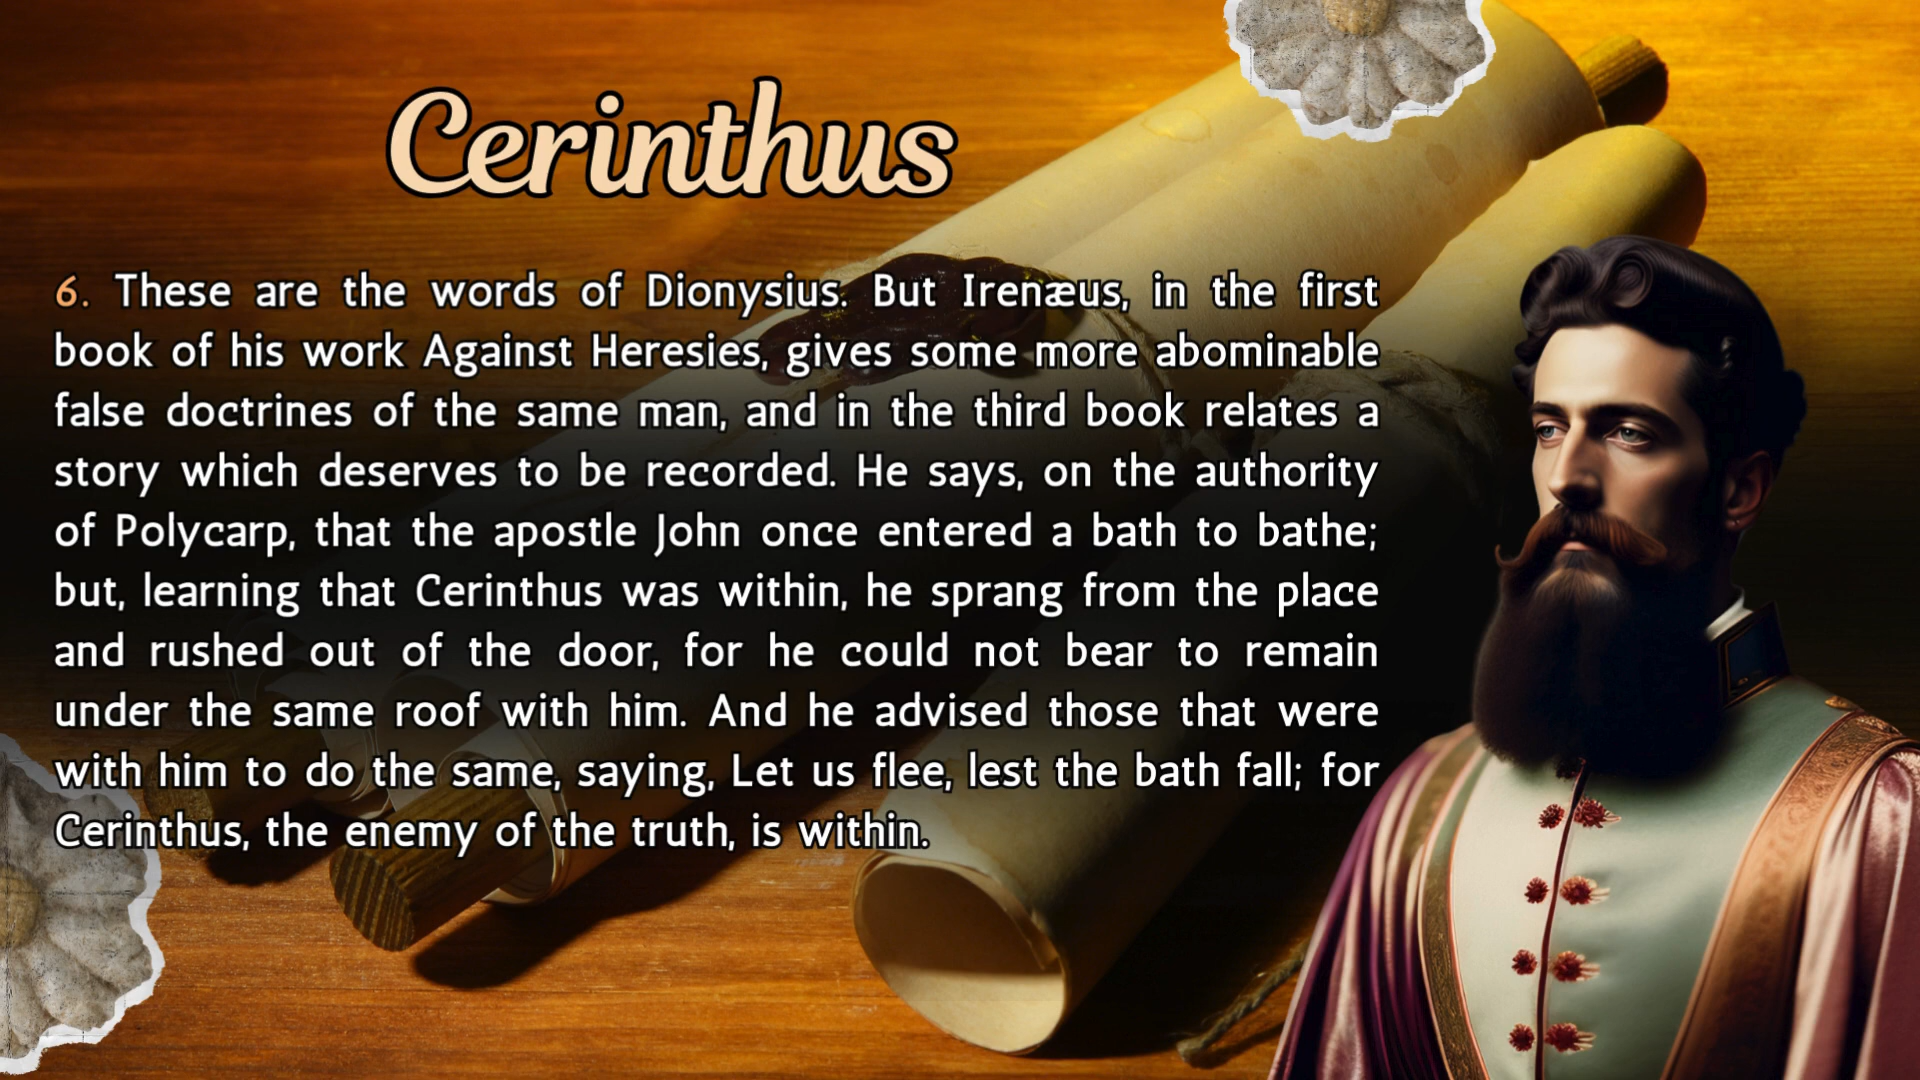 Cerinthus
6. These are the words of Dionysius. But Irenæus, in the first
book of his work Against Heresies, gives some more abominable
false doctrines of the same man, and in the third book relates a
story which deserves to be recorded. He says, on the authority
of Polycarp, that the apostle John once entered a bath to bathe;
but, learning that Cerinthus was within, he sprang from the place
and rushed out of the door, for he could not bear to remain
under the same roof with him. And he advised those that were
with him to do the same, saying, Let us flee, lest the bath fall; for
Cerinthus, the enemy of the truth, is within.